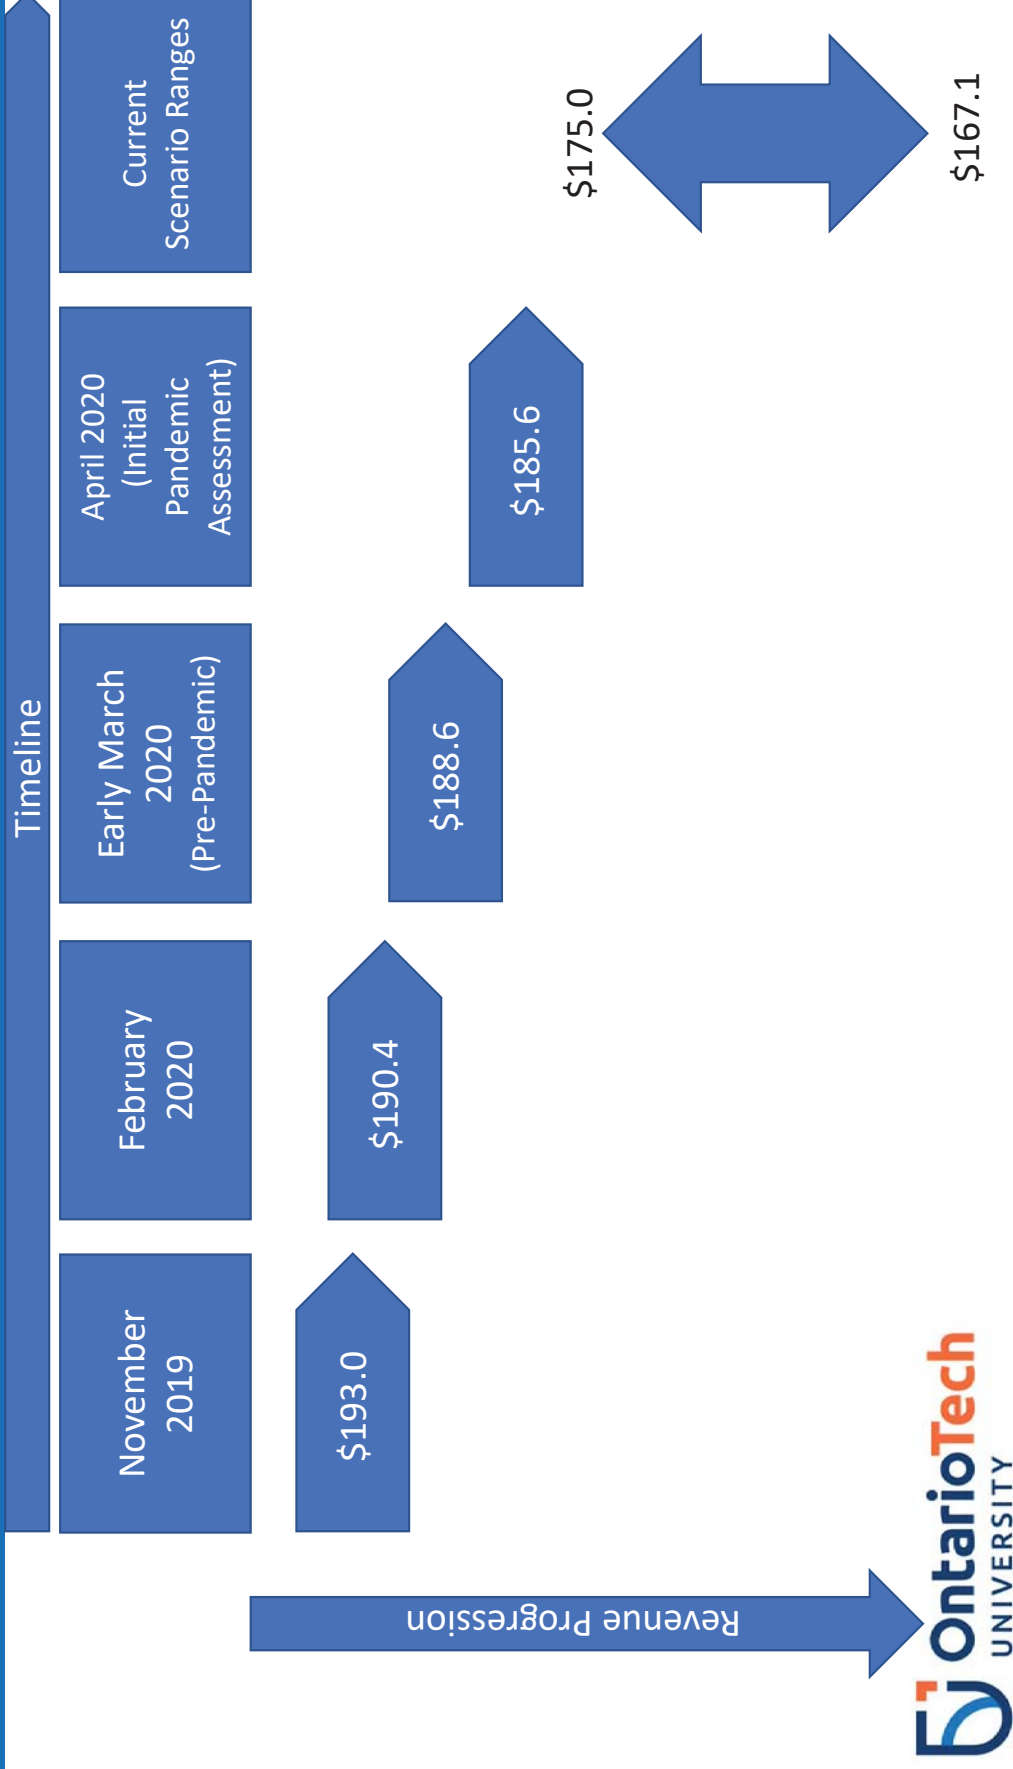 Timeline
November
2019
February
2020
Early March
2020
(Pre-Pandemic)
April 2020
(Initial
Pandemic
Assessment)
Current
Scenario Ranges
Revenue Progression
$193.0
$190.4
$188.6
$185.6
$175.0
$167.1
OntarioTech
UNIVERSITY